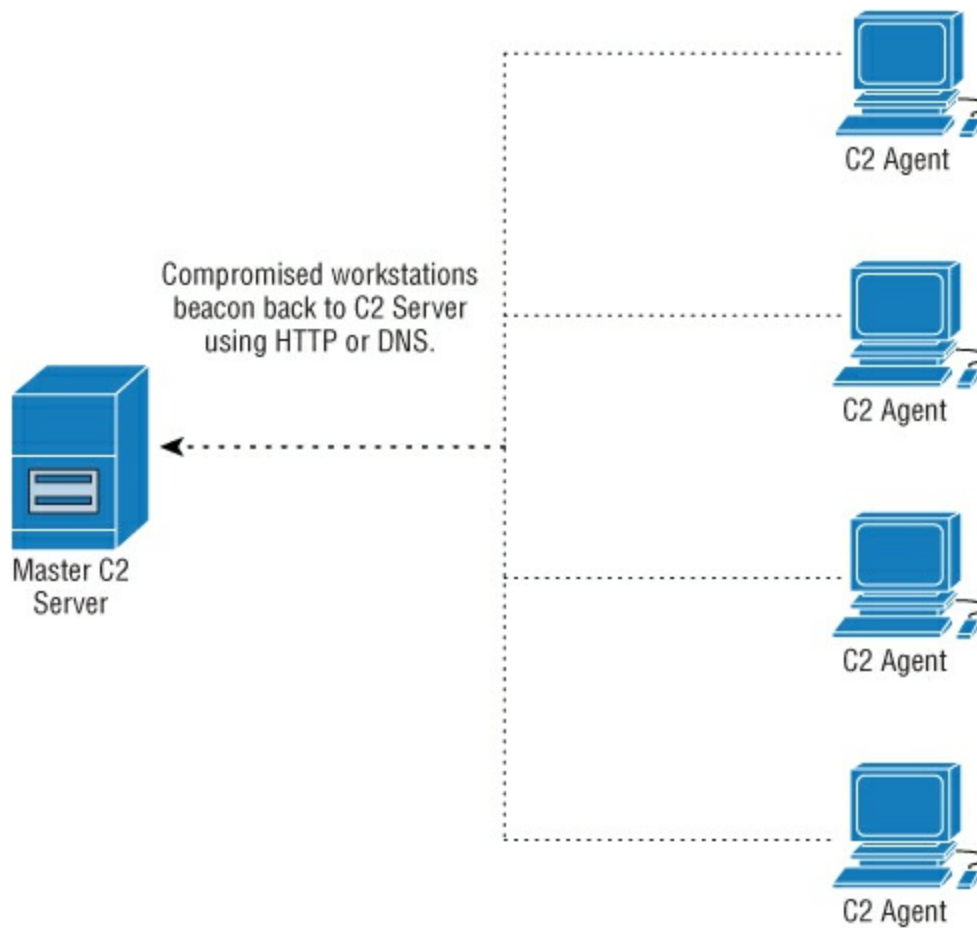 C2 Agent
Compromised workstations
beacon back to C2 Server
using HTTP or DNS.
C2 Agent
Master C2
Server
C2 Agent
C2 Agent